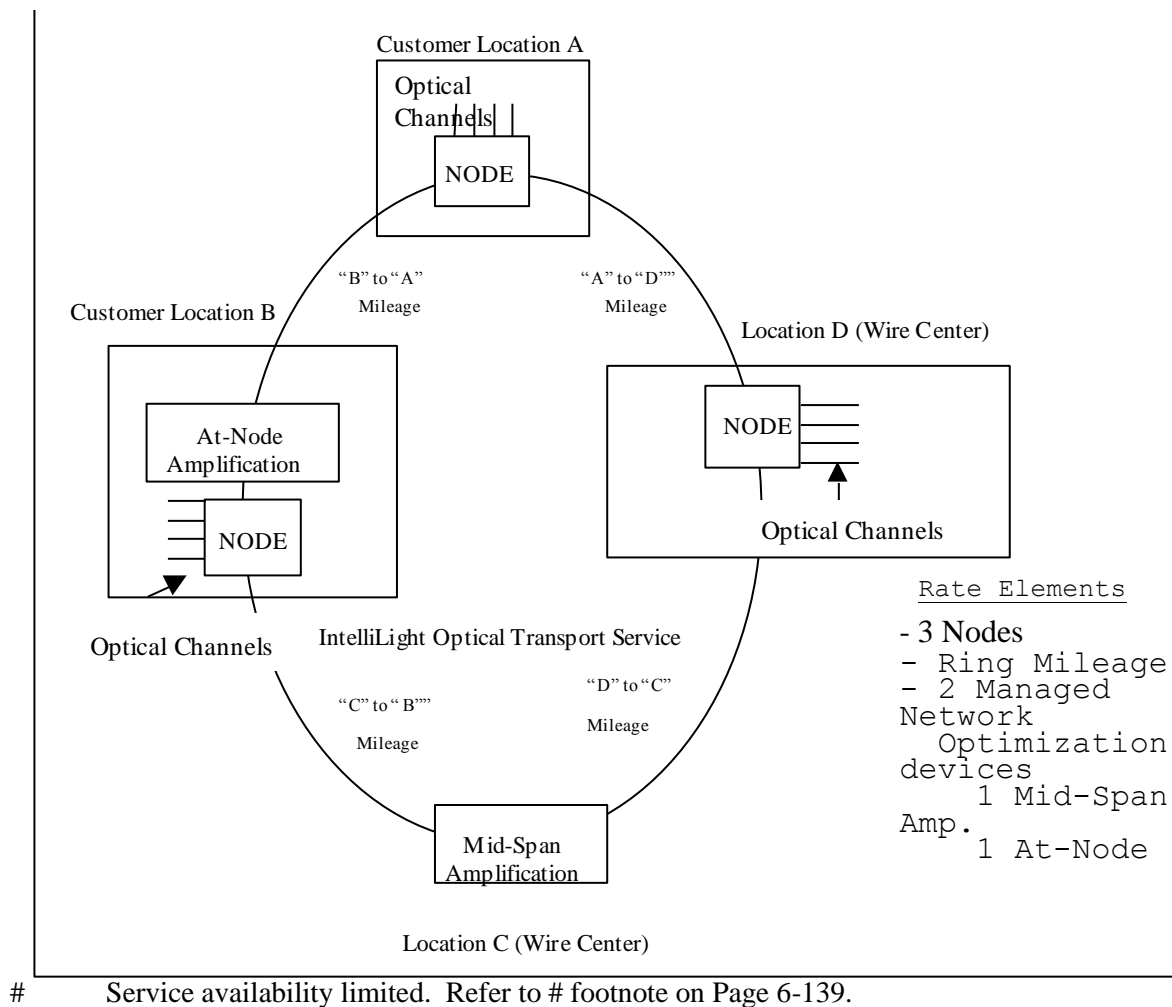 Customer Location A
Optical
Channels
NODE
“B” to “A”
Mileage
“A” to “D””
Mileage
Customer Location B
Location D (Wire Center)
At-Node
Amplification
NODE
NODE
Optical Channels
Optical Channels
IntelliLight Optical Transport Service
“C” to “B””
Mileage
“D” to “C”
Mileage
Mid-Span
Amplification
Location C (Wire Center)
Rate Elements
- 3 Nodes
- Ring Mileage
- 2 Managed
Network
Optimization
devices
1 Mid-Span
Amp.
1 At-Node
# Service availability limited. Refer to # footnote on Page 6-139.